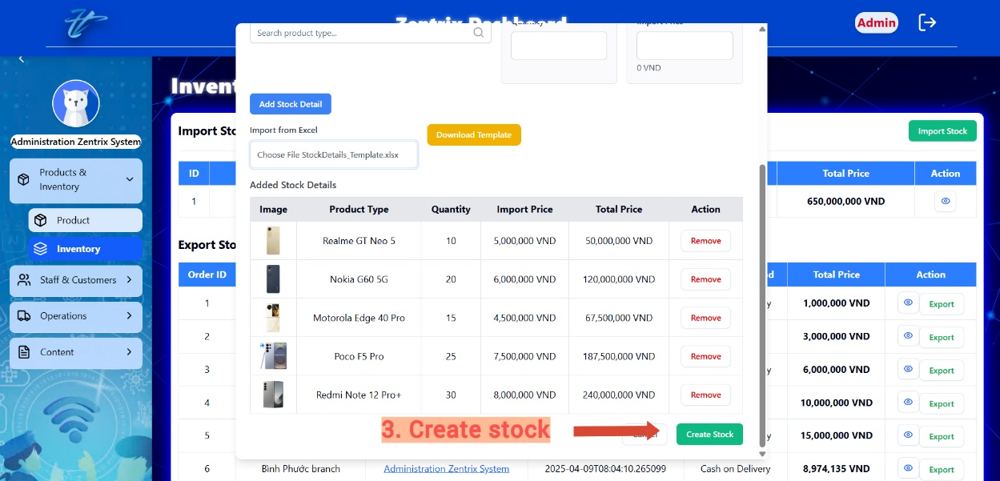 Zentrix Dashboard
Admin
Search product type...
Quantity
Import Price
0 VND
Administration Zentrix System
Products &
Inventory
Product
Inventory
Staff & Customers
Operations
Content
Import Stock
ID
Total Price
Action
1
650,000,000 VND
Order ID
Total Price
Action
1
1,000,000 VND
Export
2
3,000,000 VND
Export
3
6,000,000 VND
Export
4
10,000,000 VND
Export
5
15,000,000 VND
Export
6
Bình Phước branch
Administration Zentrix System
2025-04-09T08:04:10.265099
Cash on Delivery
8,974,135 VND
Export
Add Stock Detail
Import from Excel
Download Template
Choose File StockDetails_Template.xlsx
Added Stock Details
Image Product Type Quantity Import Price Total Price Action
Realme GT Neo 5 10 5,000,000 VND 50,000,000 VND Remove
Nokia G60 5G 20 6,000,000 VND 120,000,000 VND Remove
Motorola Edge 40 Pro 15 4,500,000 VND 67,500,000 VND Remove
Poco F5 Pro 25 7,500,000 VND 187,500,000 VND Remove
Redmi Note 12 Pro+ 30 8,000,000 VND 240,000,000 VND Remove
3. Create stock
Cancel
Create Stock